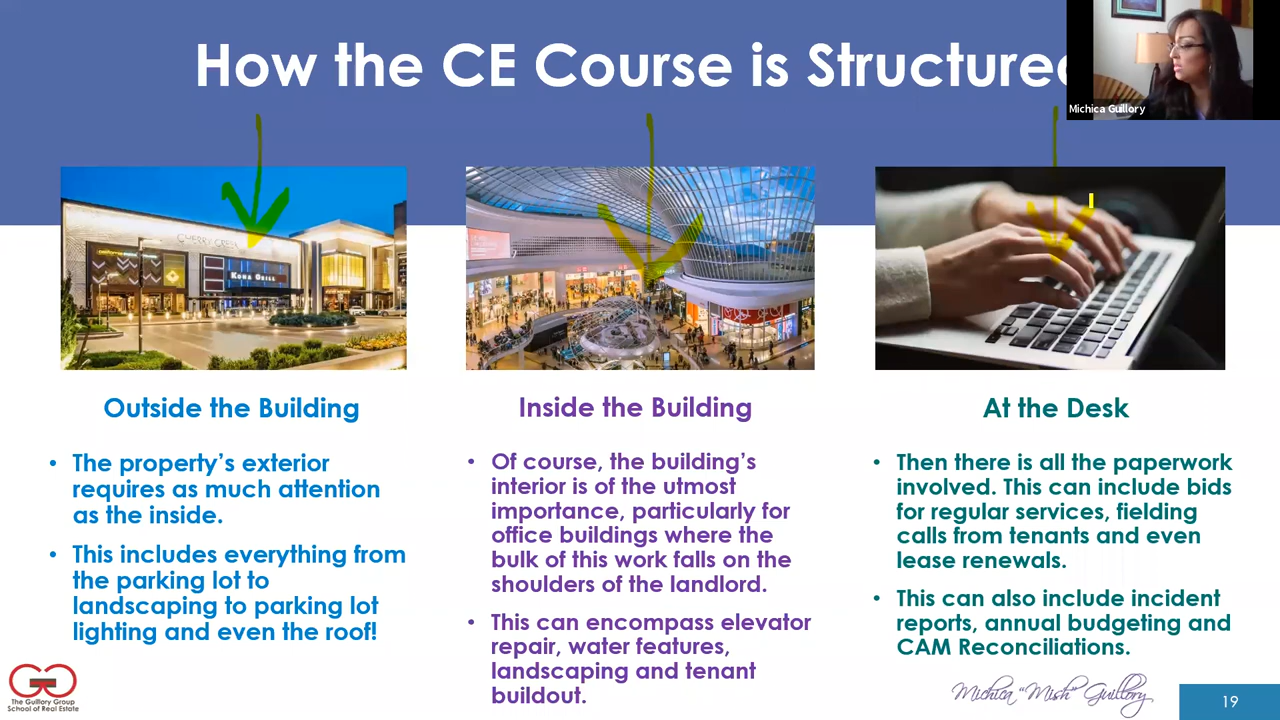 How the CE Course is Structured
Michica Guillory
CHERRY CREEK
KONA GRILL
Outside the Building
• The property’s exterior
requires as much attention
as the inside.
• This includes everything from
the parking lot to
landscaping to parking lot
lighting and even the roof!
Inside the Building
• Of course, the building’s
interior is of the utmost
importance, particularly for
office buildings where the
bulk of this work falls on the
shoulders of the landlord.
• This can encompass elevator
repair, water features,
landscaping and tenant
buildout.
At the Desk
• Then there is all the paperwork
involved. This can include bids
for regular services, fielding
calls from tenants and even
lease renewals.
• This can also include incident
reports, annual budgeting and
CAM Reconciliations.
The Guillory Group
School of Real Estate
Michica "Mish" Guillory
19